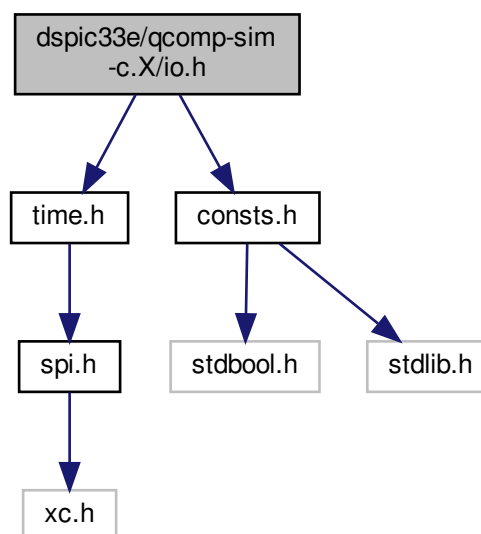 dspic33e/qcomp-sim
-c.X/io.h
time.h
consts.h
spi.h
stdbool.h
stdlib.h
xc.h